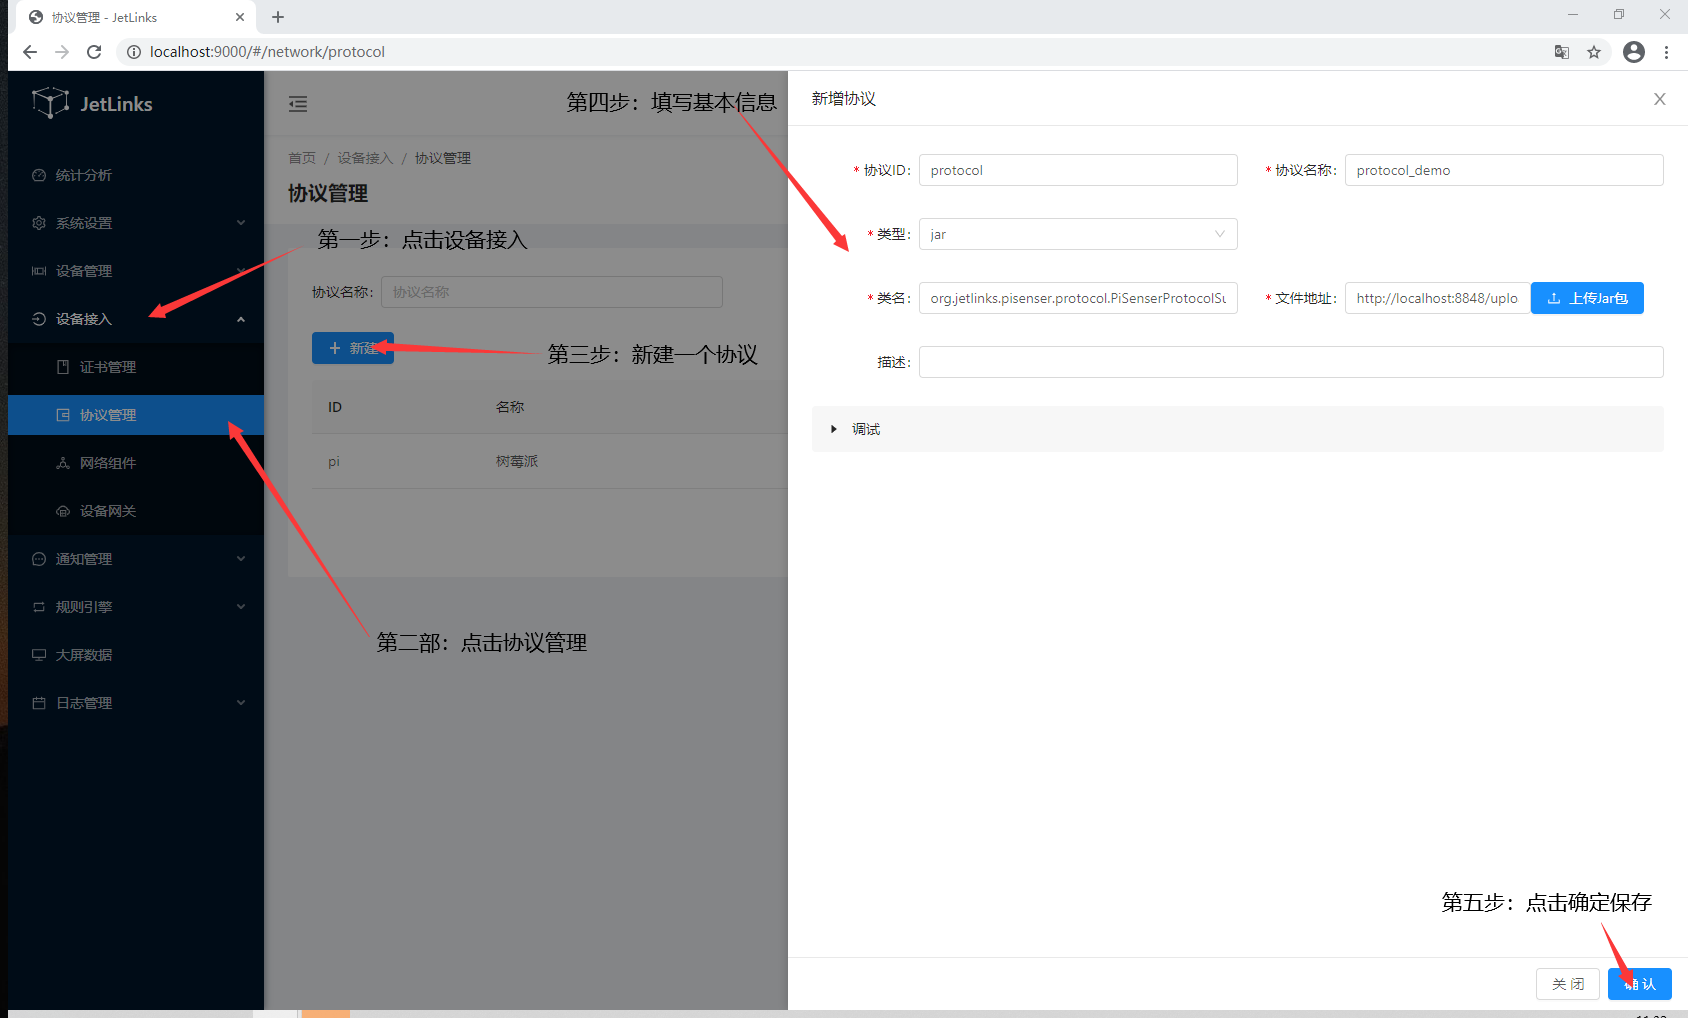 协议管理 - JetLinks
localhost:9000/#/network/protocol
JetLinks
统计分析
系统设置
设备管理
设备接入
证书管理
协议管理
网络组件
设备网关
通知管理
规则引擎
大屏数据
日志管理
第四步：填写基本信息
首页 / 设备接入 / 协议管理
协议管理
第一步：点击设备接入
协议名称： 协议名称
新建
第三步：新建一个协议
ID 名称
pi 树莓派
第二部：点击协议管理
新增协议
* 协议ID： protocol * 协议名称： protocol_demo
* 类型： jar
* 类名： org.jetlinks.pisenser.protocol.PiSenserProtocolSu * 文件地址： http://localhost:8848/uplo 上传Jar包
描述：
调试
第五步：点击确定保存
关 闭 确 认